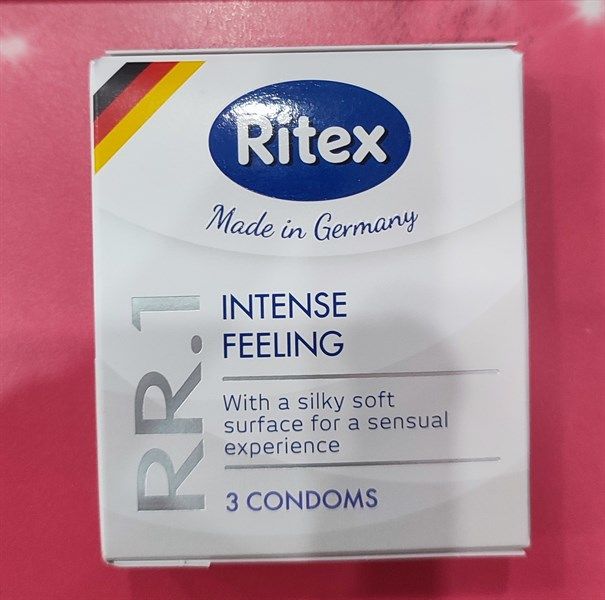 Ritex
Made in Germany
RR.1
INTENSE
FEELING
With a silky soft
surface for a sensual
experience
3 CONDOMS